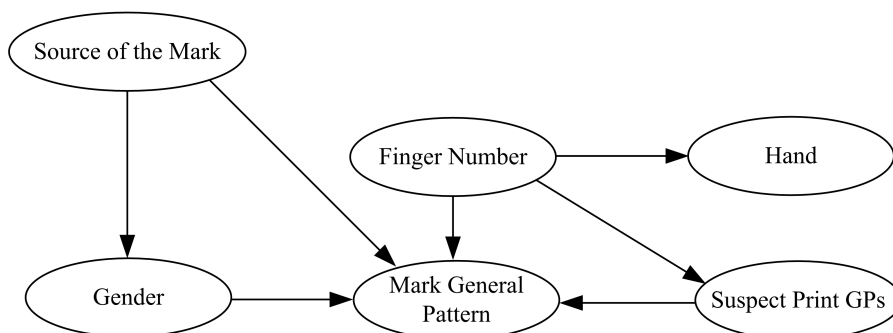 Source of the Mark
Finger Number
Hand
Gender
Mark General
Pattern
Suspect Print GPs